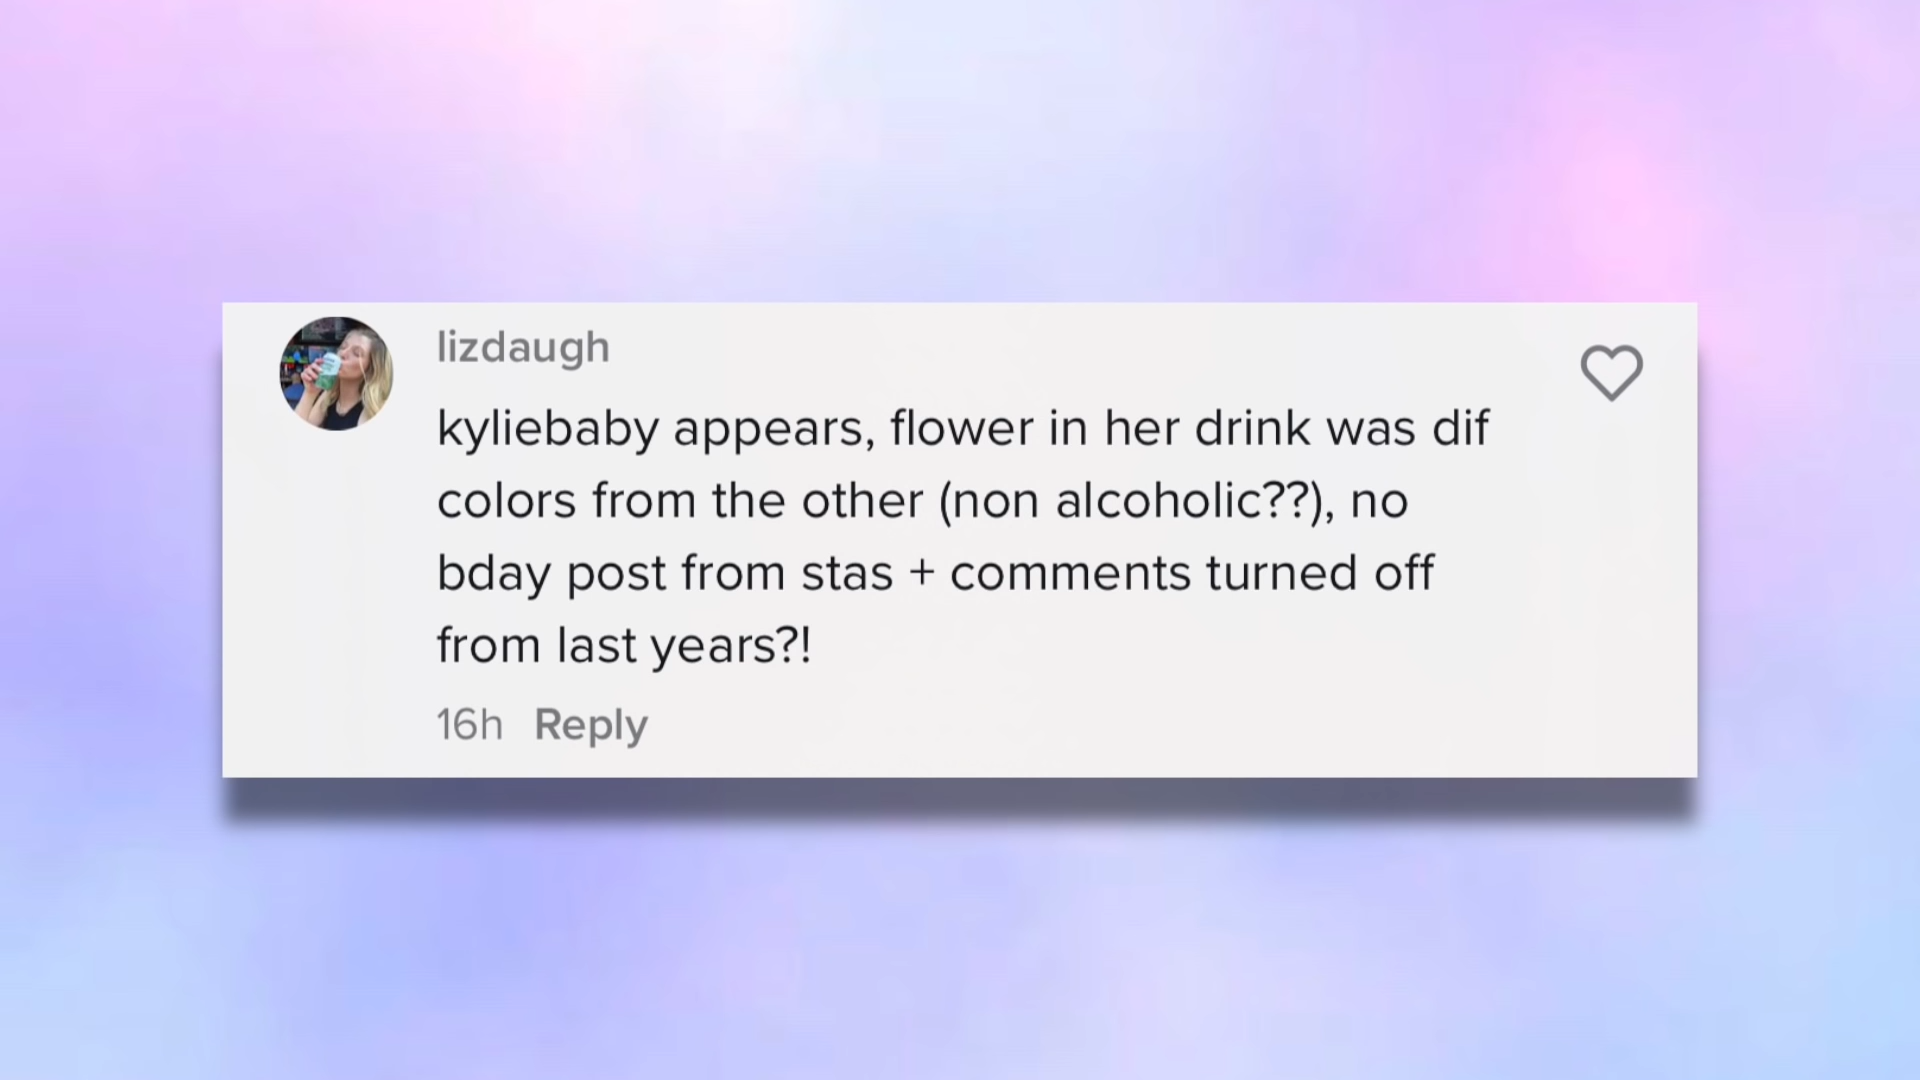 lizdaugh
kyliebaby appears, flower in her drink was dif
colors from the other (non alcoholic??), no
bday post from stas + comments turned off
from last years?!
16h Reply